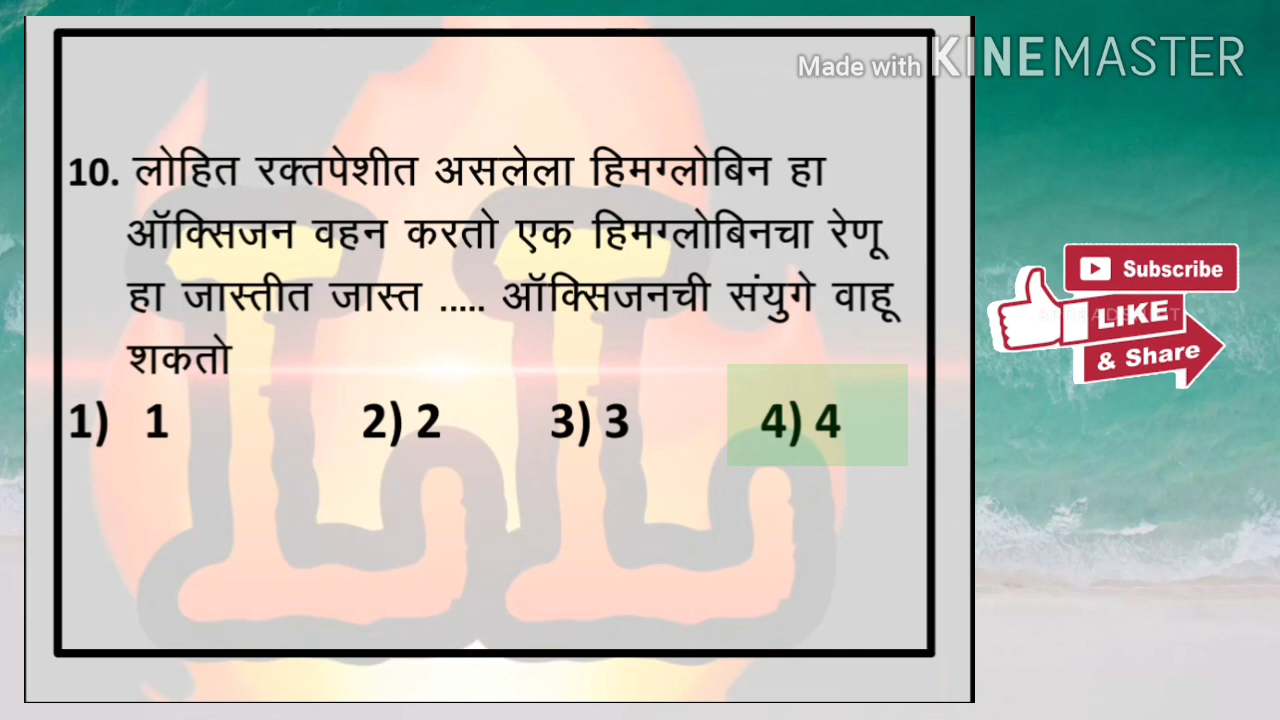 Made with KINEMASTER
10. लोहित रक्तपेशीत असलेला हिमग्लोबिन हा
ऑक्सिजन वहन करतो एक हिमग्लोबिनचा रेणू
हा जास्तीत जास्त ..... ऑक्सिजनची संयुगे वाहू
शकतो
1) 1 2) 2 3) 3 4) 4
Subscribe
LIKE
& Share